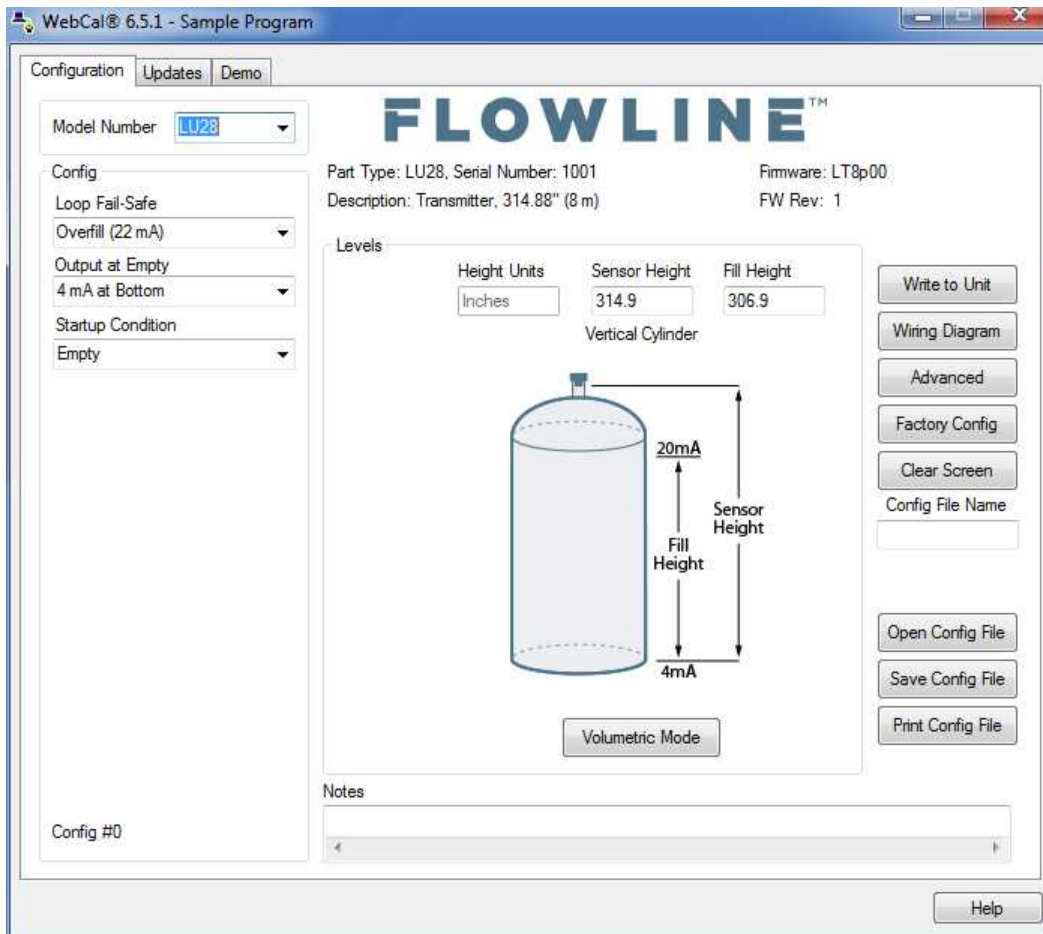 WebCal® 6.5.1 - Sample Program
Configuration Updates Demo
Model Number LU28
FLOWLINE™
Config
Part Type: LU28, Serial Number: 1001 Firmware: LT8p00
Description: Transmitter, 314.88" (8 m) FW Rev: 1
Loop Fail-Safe
Overfill (22 mA)
Output at Empty
4 mA at Bottom
Startup Condition
Empty
Config #0
Levels
Height Units Sensor Height Fill Height
Inches 314.9 306.9
Vertical Cylinder
20mA
Sensor
Height
Fill
Height
4mA
Volumetric Mode
Write to Unit
Wiring Diagram
Advanced
Factory Config
Clear Screen
Config File Name
Open Config File
Save Config File
Print Config File
Notes
Help